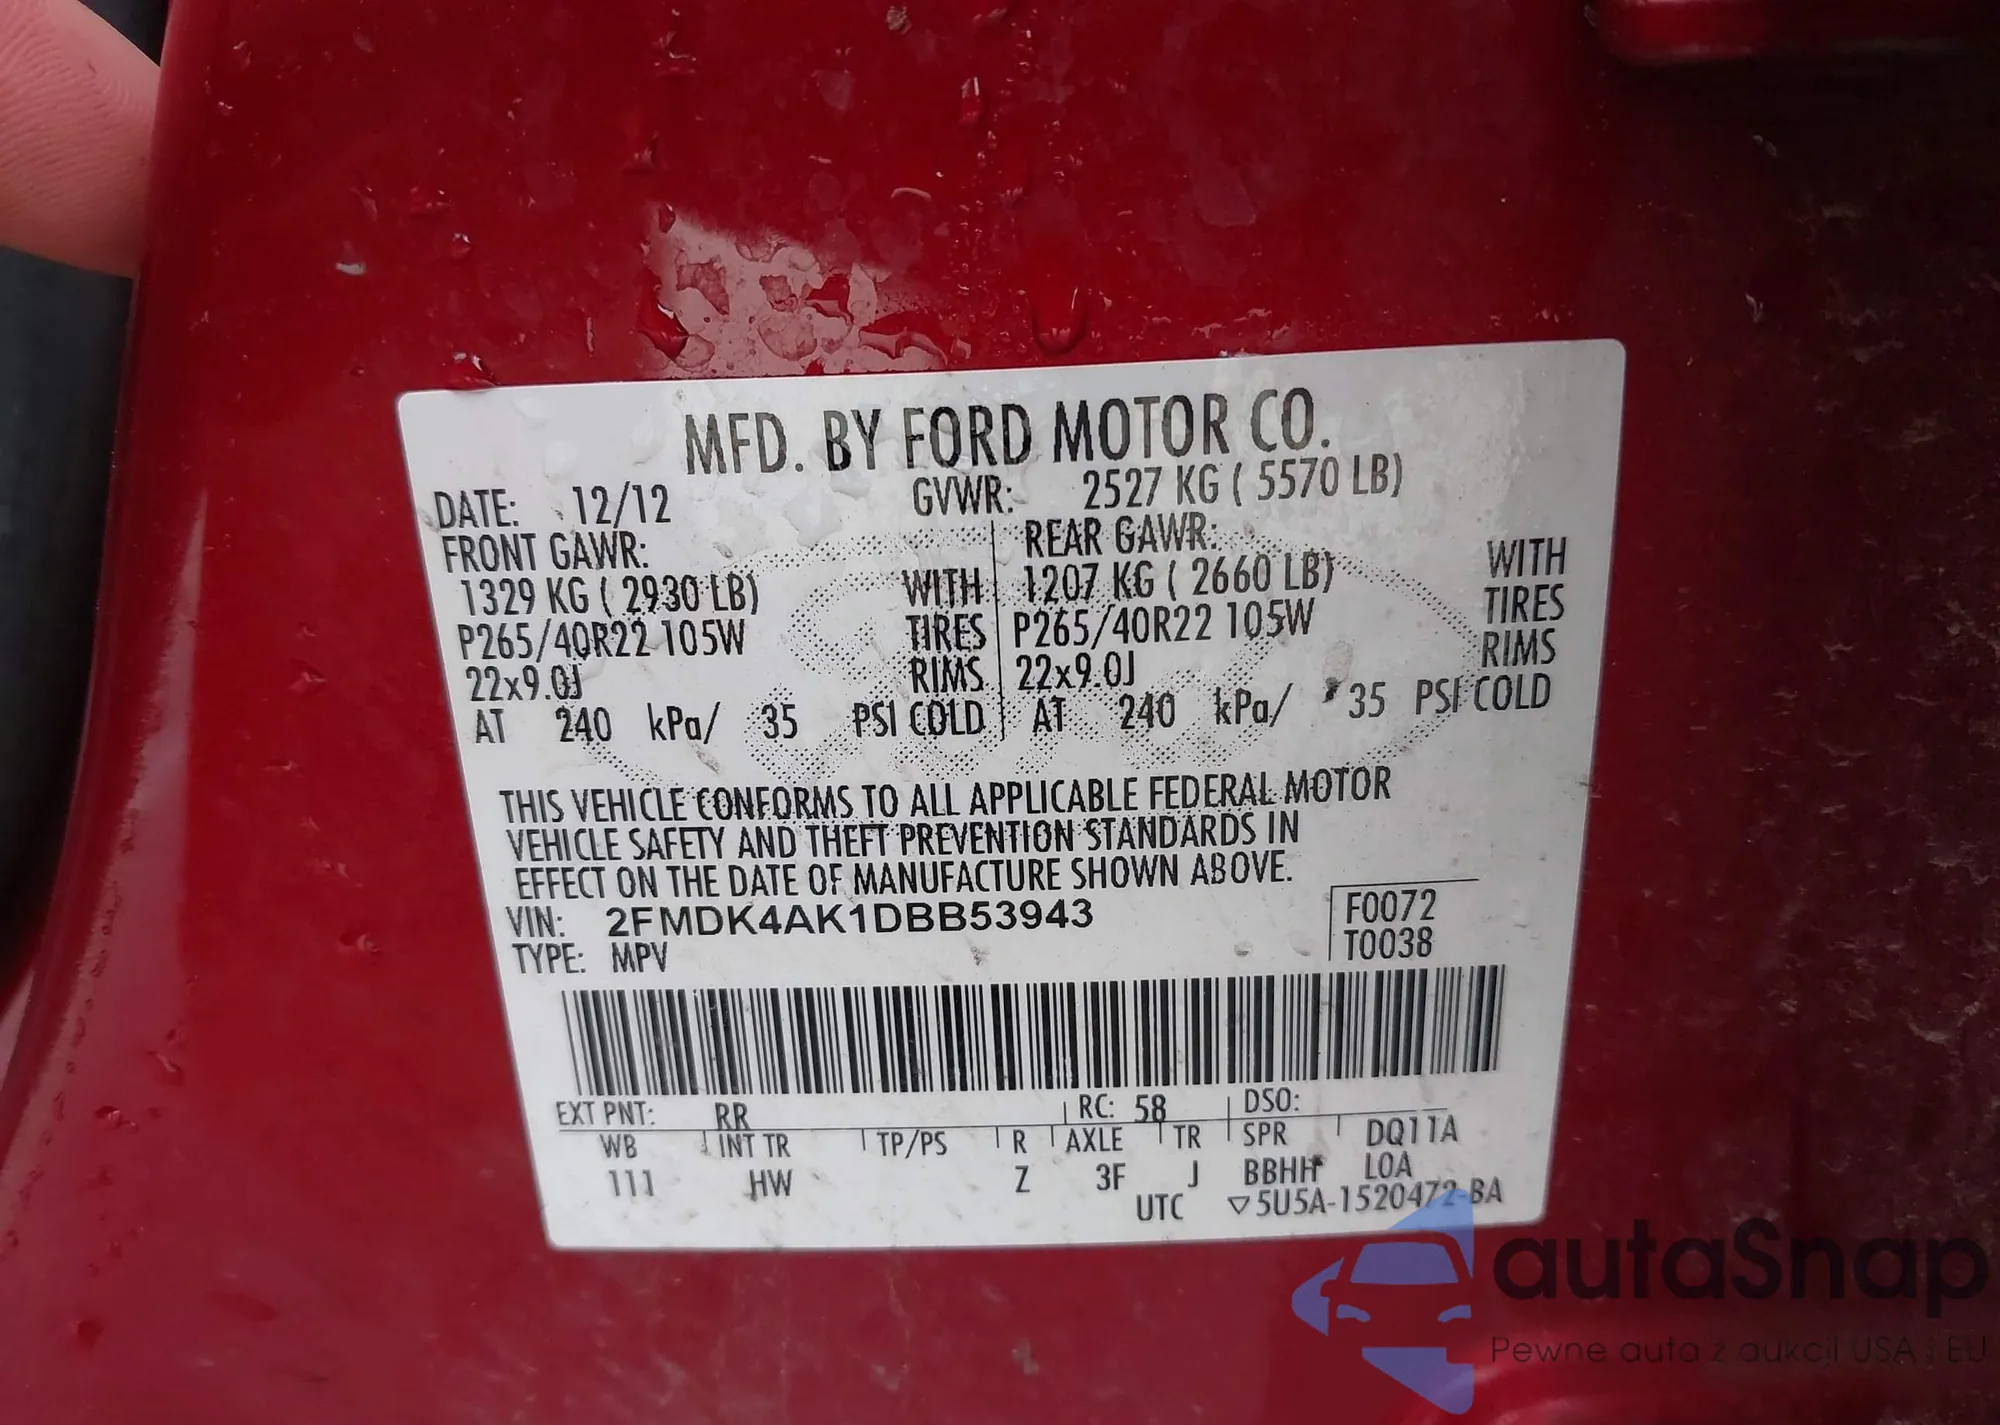 MFD. BY FORD MOTOR CO.
DATE: 12/12 GVWR: 2527 KG ( 5570 LB)
FRONT GAWR: REAR GAWR:
1329 KG ( 2930 LB) WITH 1207 KG ( 2660 LB) WITH
P265/40R22 105W TIRES P265/40R22 105W TIRES
22x9.0J RIMS 22x9.0J RIMS
AT 240 kPa/ 35 PSI COLD AT 240 kPa/ 35 PSI COLD
THIS VEHICLE CONFORMS TO ALL APPLICABLE FEDERAL MOTOR
VEHICLE SAFETY AND THEFT PREVENTION STANDARDS IN
EFFECT ON THE DATE OF MANUFACTURE SHOWN ABOVE.
VIN: 2FMDK4AK1DBB53943 F0072
TYPE: MPV T0038
EXT PNT: RR RC: 58 DSO:
WB INT TR TP/PS R AXLE TR SPR DQ11A
111 HW Z 3F J BBHH LOA
UTC ▽5U5A-1520472-BA
autaSnap
Pewne auta z aukcji USA i EU